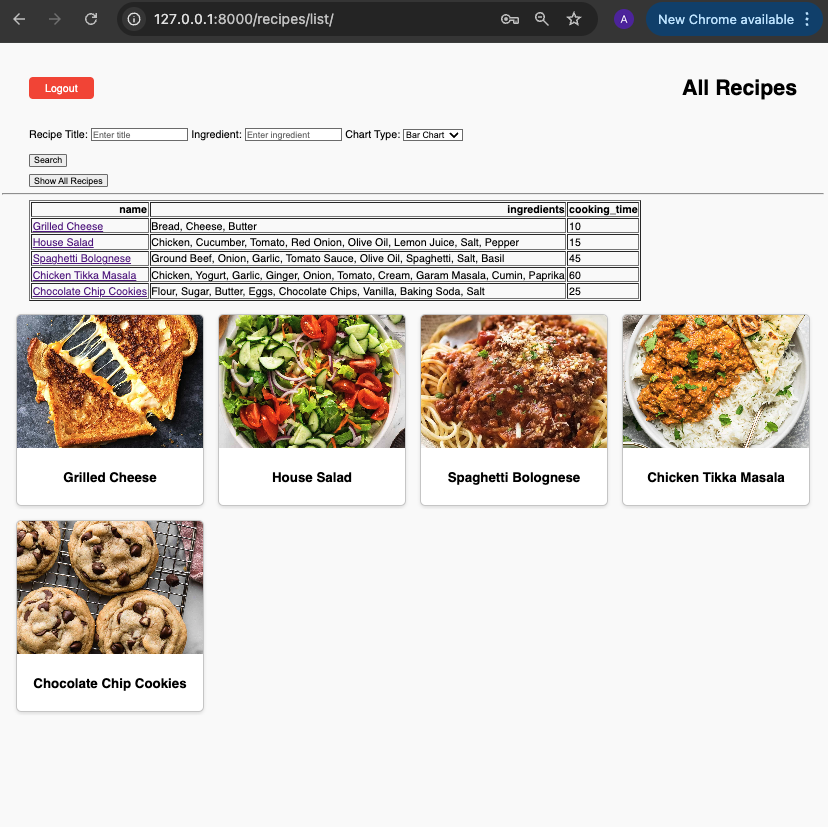 127.0.0.1:8000/recipes/list/
A
New Chrome available
Logout
All Recipes
Recipe Title: Enter title Ingredient: Enter ingredient Chart Type: Bar Chart
Search
Show All Recipes
name ingredients cooking_time
Grilled Cheese Bread, Cheese, Butter 10
House Salad Chicken, Cucumber, Tomato, Red Onion, Olive Oil, Lemon Juice, Salt, Pepper 15
Spaghetti Bolognese Ground Beef, Onion, Garlic, Tomato Sauce, Olive Oil, Spaghetti, Salt, Basil 45
Chicken Tikka Masala Chicken, Yogurt, Garlic, Ginger, Onion, Tomato, Cream, Garam Masala, Cumin, Paprika 60
Chocolate Chip Cookies Flour, Sugar, Butter, Eggs, Chocolate Chips, Vanilla, Baking Soda, Salt 25
Grilled Cheese
House Salad
Spaghetti Bolognese
Chicken Tikka Masala
Chocolate Chip Cookies